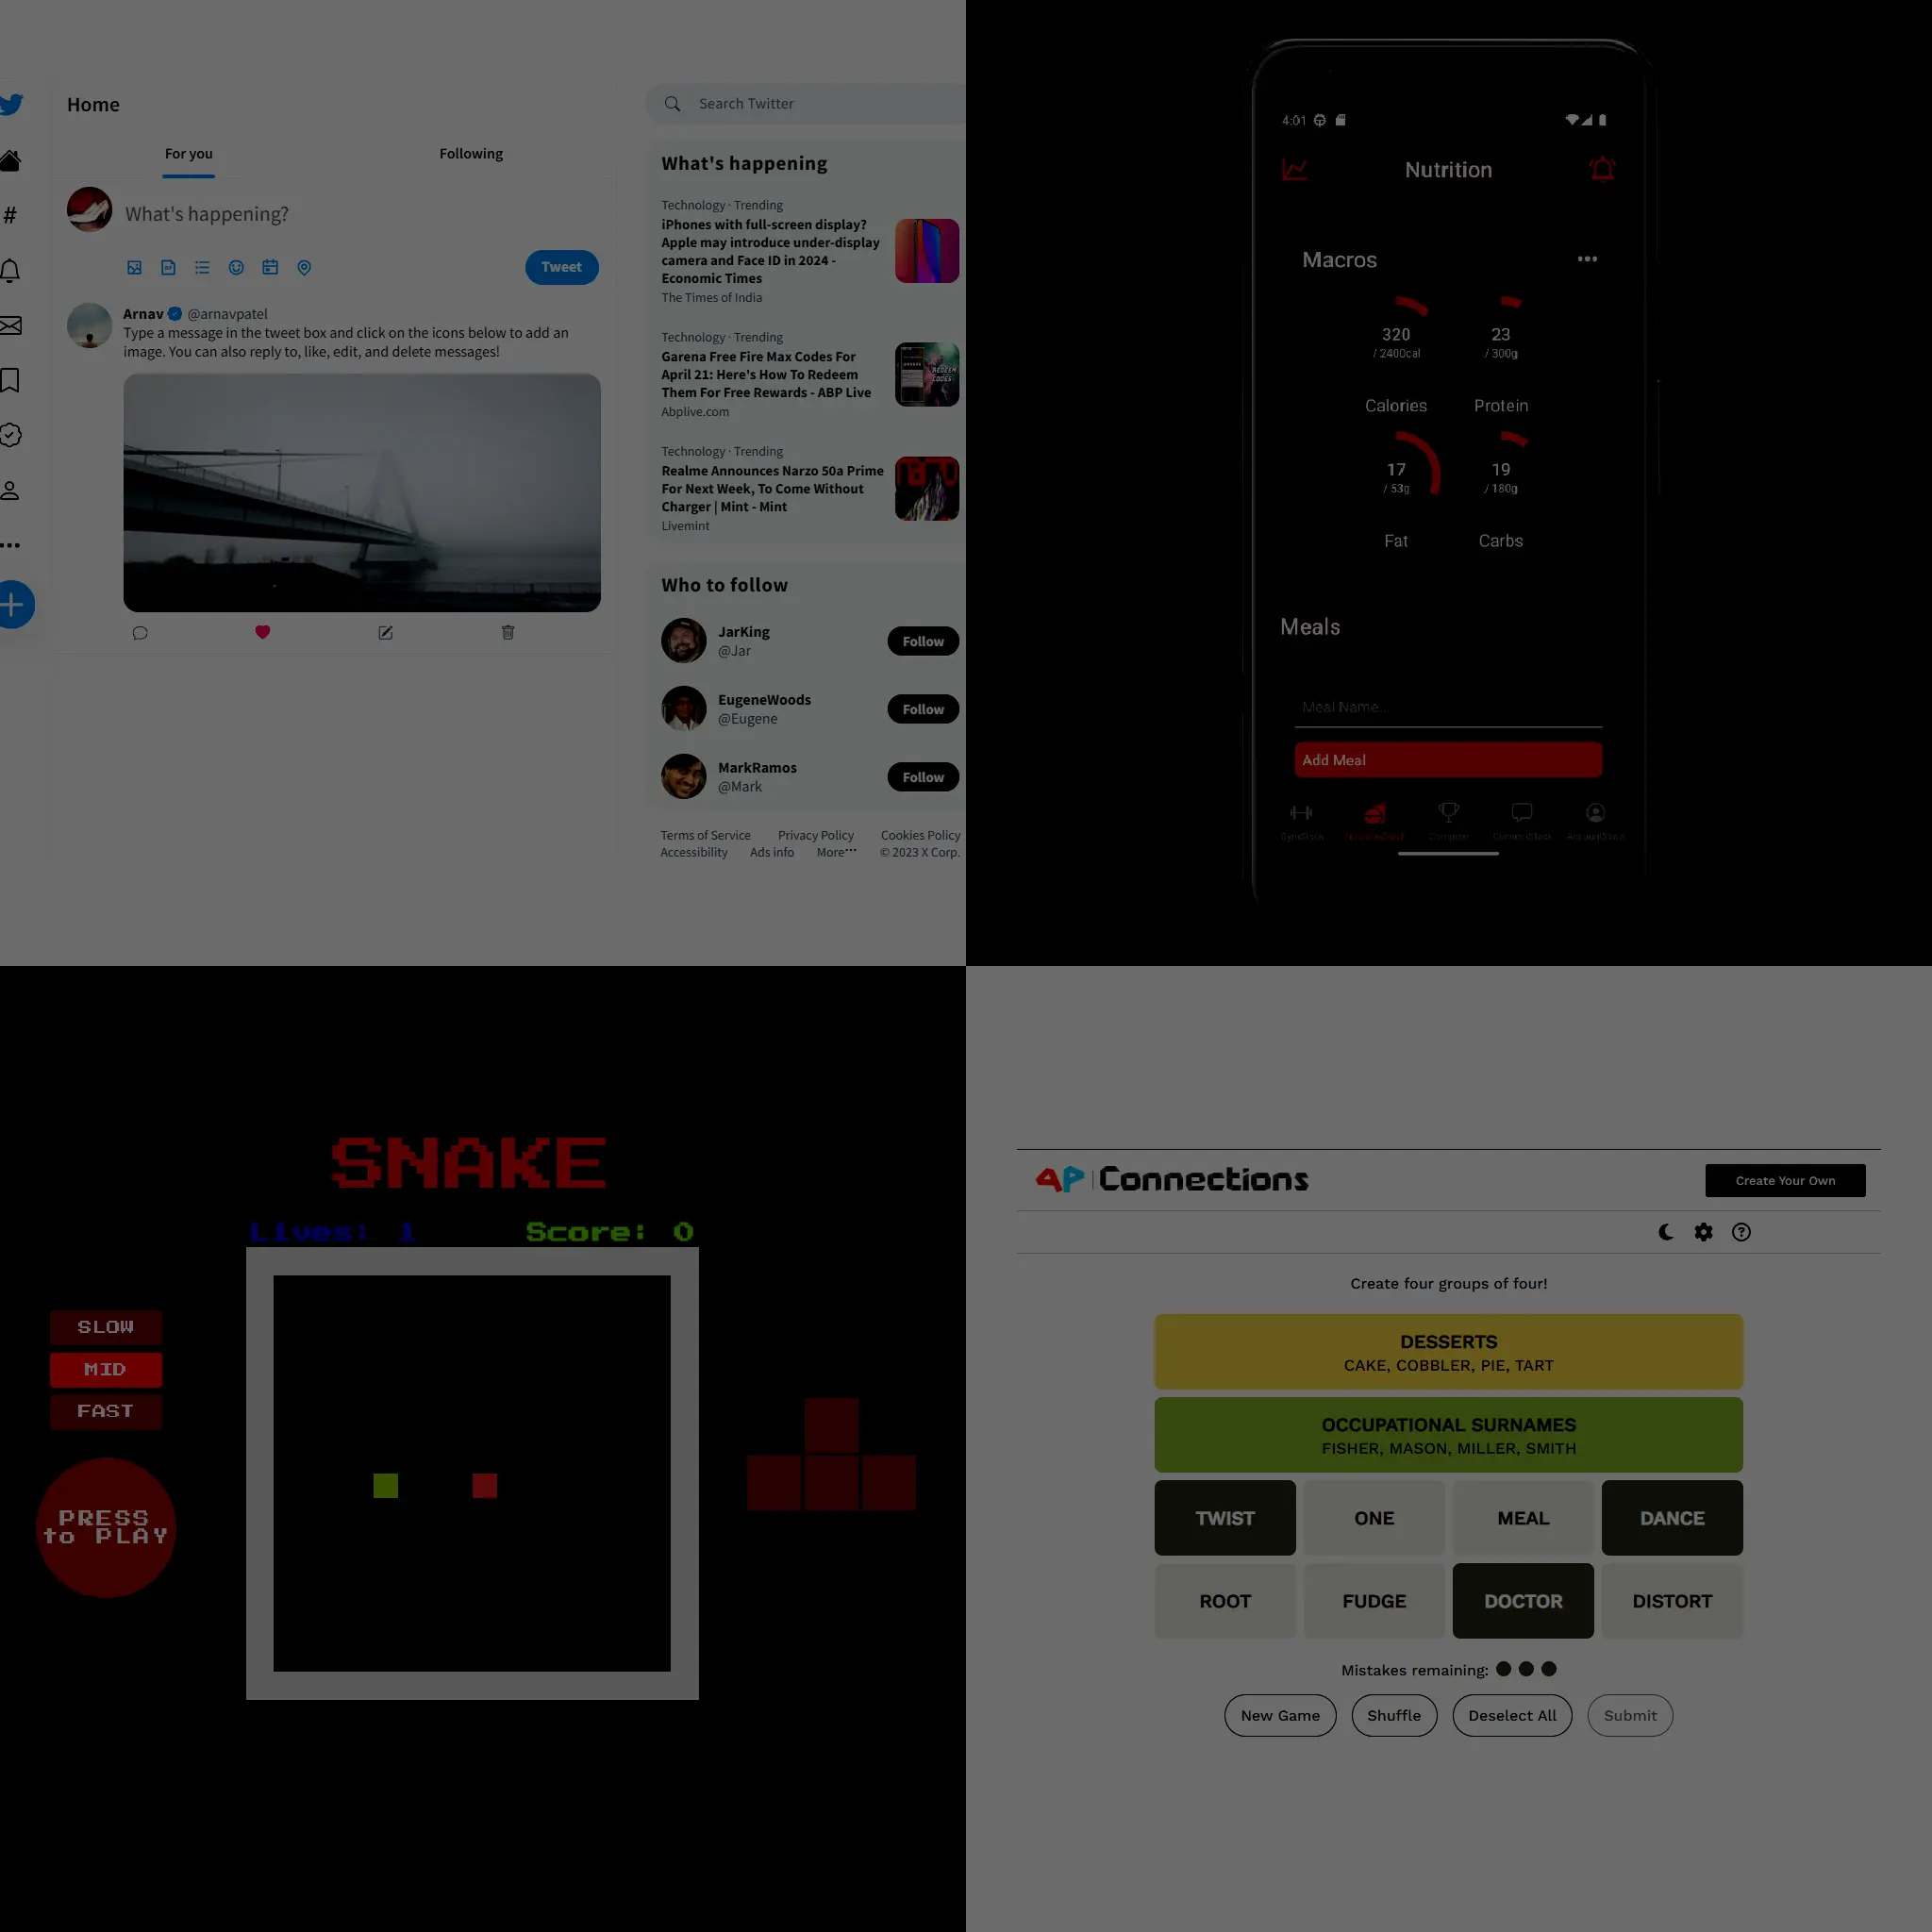 Home
For you
Following
What's happening?
Tweet
Arnav @arnavpatel
Type a message in the tweet box and click on the icons below to add an
image. You can also reply to, like, edit, and delete messages!
Search Twitter
What's happening
Technology · Trending
iPhones with full-screen display?
Apple may introduce under-display
camera and Face ID in 2024 -
Economic Times
The Times of India
Technology · Trending
Garena Free Fire Max Codes For
April 21: Here's How To Redeem
Them For Free Rewards - ABP Live
Abplive.com
REDEEM
CODES
Technology · Trending
Realme Announces Narzo 50a Prime
For Next Week, To Come Without
Charger | Mint - Mint
Livemint
Who to follow
JarKing
@Jar
Follow
EugeneWoods
@Eugene
Follow
MarkRamos
@Mark
Follow
Terms of Service Privacy Policy Cookies Policy
Accessibility Ads info More··· © 2023 X Corp.
4:01
Nutrition
Macros
320
/ 2400cal
Calories
23
/ 300g
Protein
17
/ 53g
Fat
19
/ 180g
Carbs
Meals
Meal Name...
Add Meal
SNAKE
Lives: 1 Score: 0
SLOW
MID
FAST
PRESS
to PLAY
AP Connections
Create Your Own
Create four groups of four!
DESSERTS
CAKE, COBBLER, PIE, TART
OCCUPATIONAL SURNAMES
FISHER, MASON, MILLER, SMITH
TWIST ONE MEAL DANCE
ROOT FUDGE DOCTOR DISTORT
Mistakes remaining:
New Game Shuffle Deselect All Submit